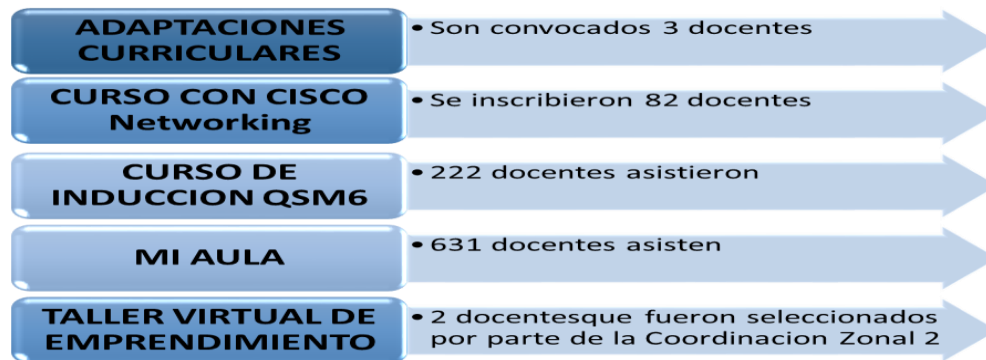 ADAPTACIONES
CURRICULARES
• Son convocados 3 docentes
CURSO CON CISCO
Networking
• Se inscribieron 82 docentes
CURSO DE
INDUCCION QSM6
• 222 docentes asistieron
MI AULA
• 631 docentes asisten
TALLER VIRTUAL DE
EMPRENDIMIENTO
• 2 docentesque fueron seleccionados
por parte de la Coordinacion Zonal 2